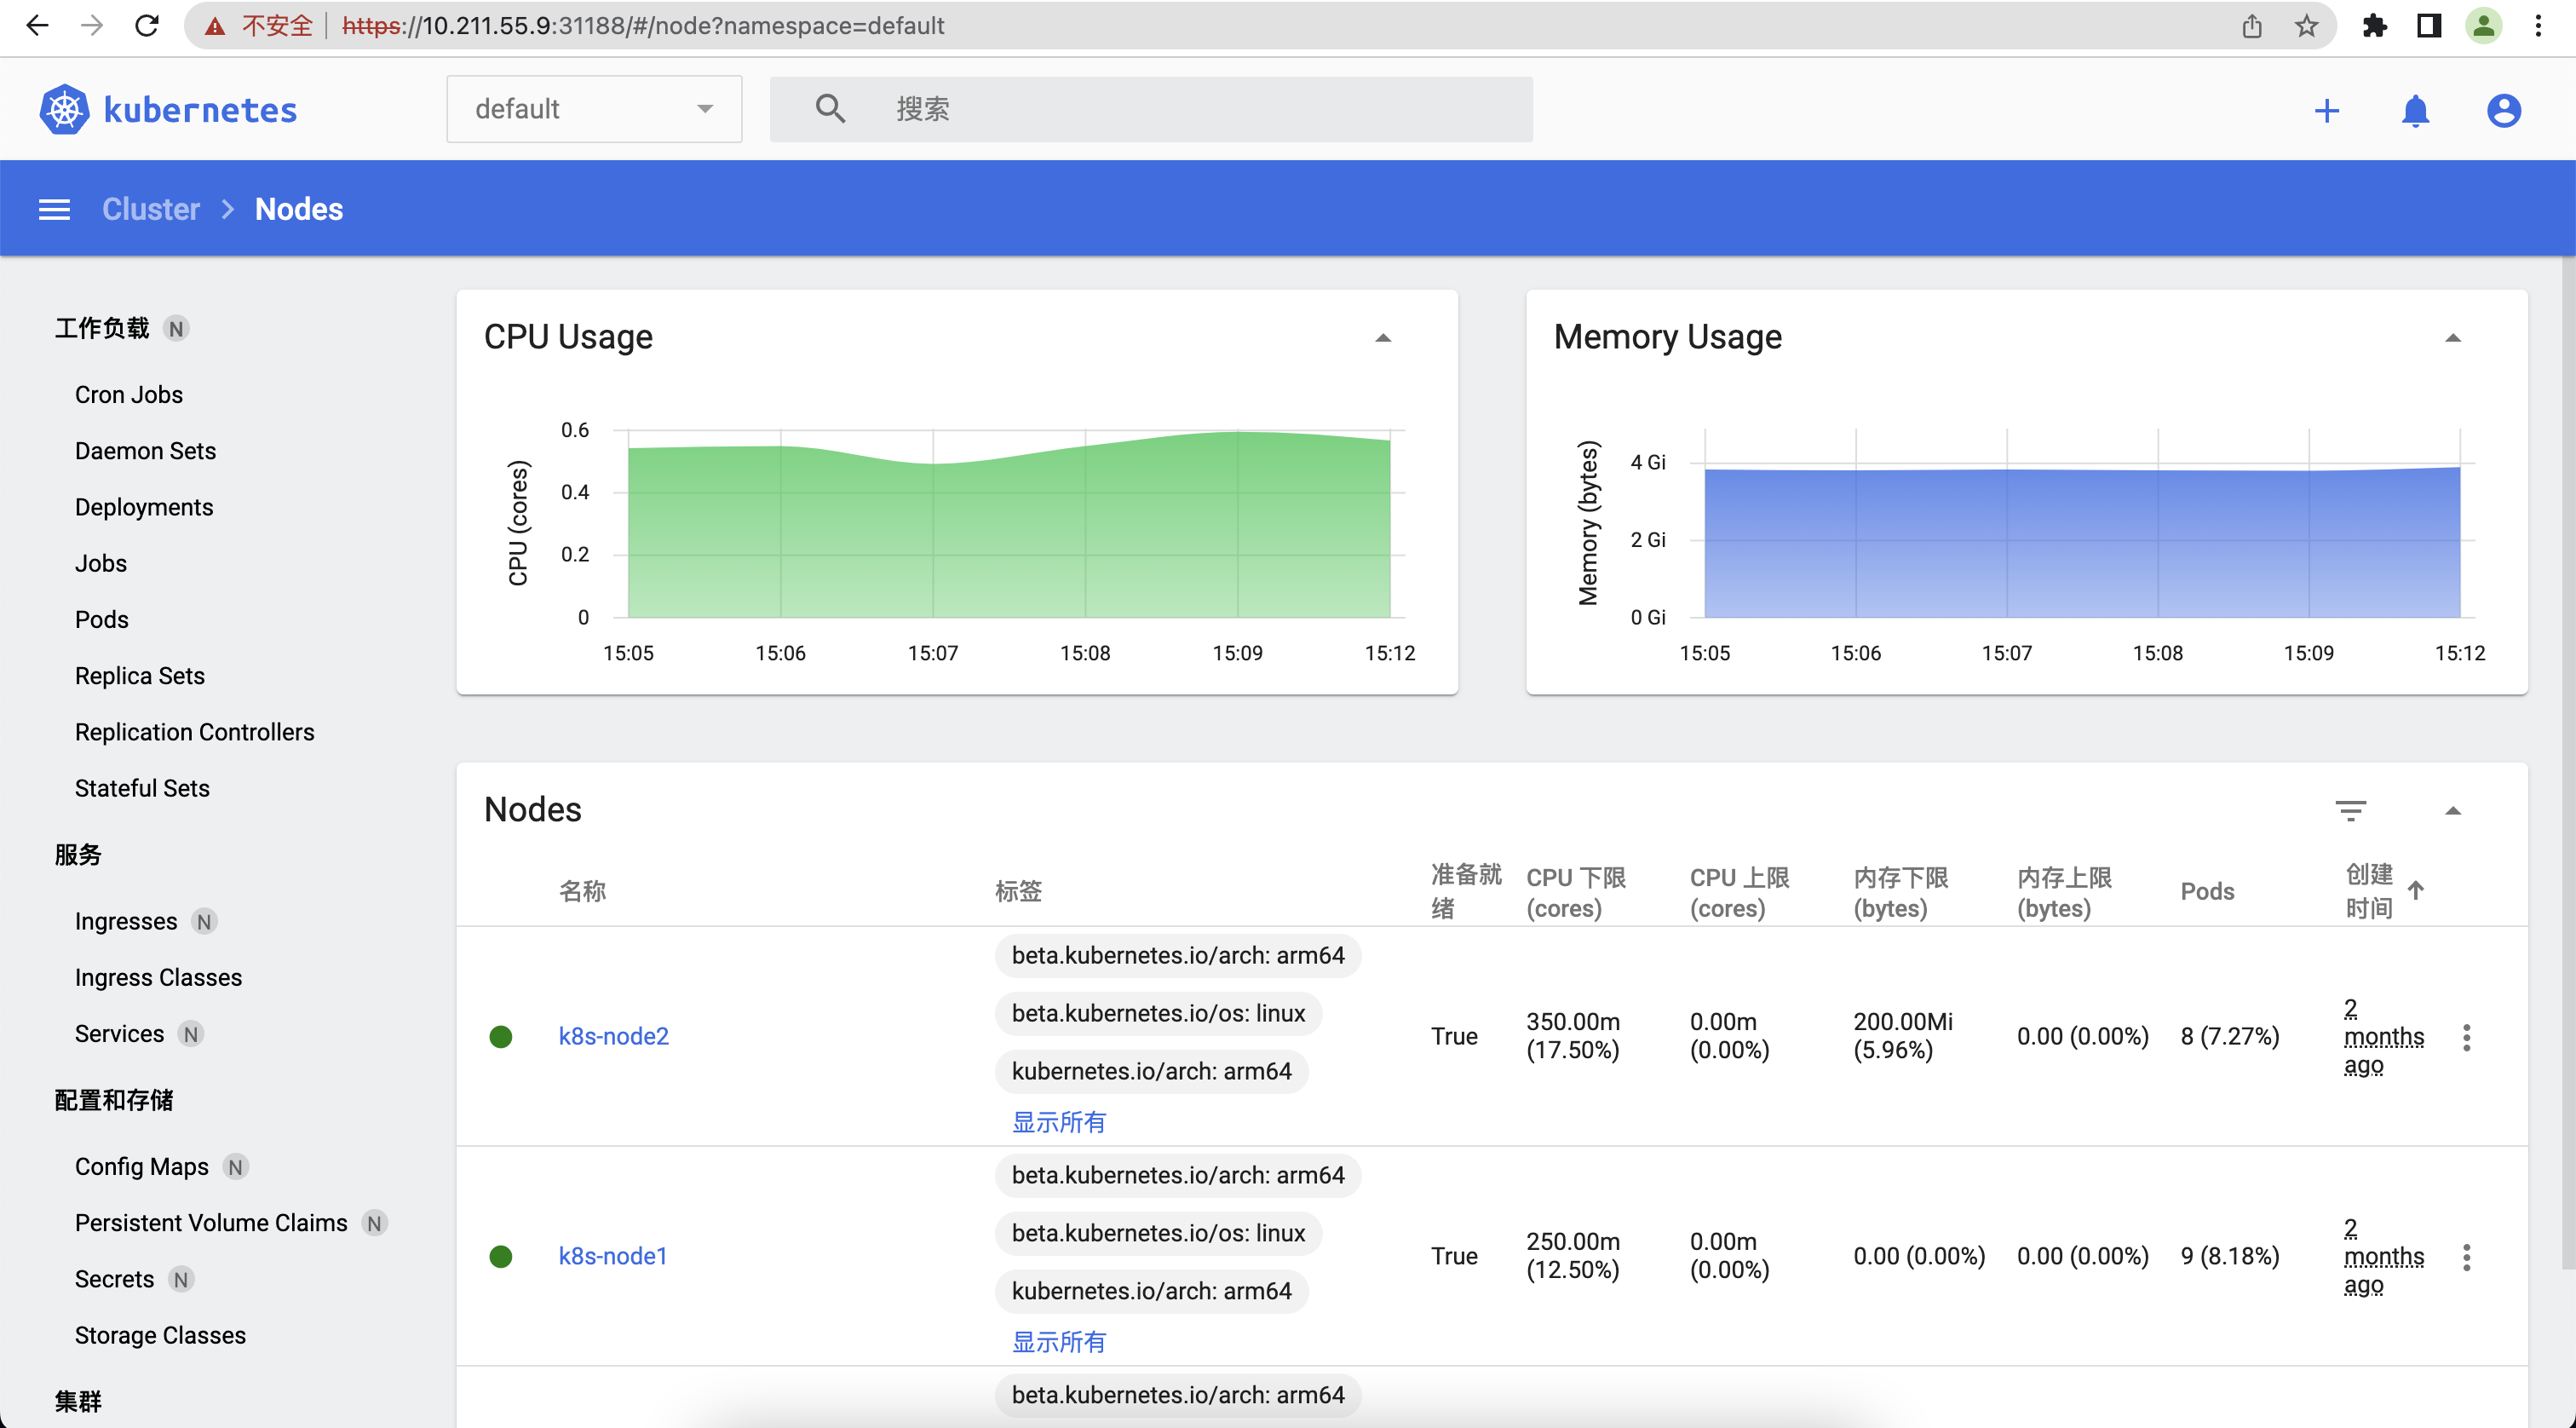 不安全 | https://10.211.55.9:31188/#/node?namespace=default
kubernetes
default
搜索
Cluster > Nodes
工作负载 N
Cron Jobs
Daemon Sets
Deployments
Jobs
Pods
Replica Sets
Replication Controllers
Stateful Sets
服务
Ingresses N
Ingress Classes
Services N
配置和存储
Config Maps N
Persistent Volume Claims N
Secrets N
Storage Classes
集群
CPU Usage
CPU (cores)
0.6
0.4
0.2
0
15:05 15:06 15:07 15:08 15:09 15:12
Memory Usage
Memory (bytes)
4 Gi
2 Gi
0 Gi
15:05 15:06 15:07 15:08 15:09 15:12
Nodes
名称
标签
准备就
绪
CPU 下限
(cores)
CPU 上限
(cores)
内存下限
(bytes)
内存上限
(bytes)
Pods
创建
时间
k8s-node2
beta.kubernetes.io/arch: arm64
beta.kubernetes.io/os: linux
kubernetes.io/arch: arm64
显示所有
True
350.00m
(17.50%)
0.00m
(0.00%)
200.00Mi
(5.96%)
0.00 (0.00%)
8 (7.27%)
2
months
ago
k8s-node1
beta.kubernetes.io/arch: arm64
beta.kubernetes.io/os: linux
kubernetes.io/arch: arm64
显示所有
True
250.00m
(12.50%)
0.00m
(0.00%)
0.00 (0.00%)
0.00 (0.00%)
9 (8.18%)
2
months
ago
beta.kubernetes.io/arch: arm64